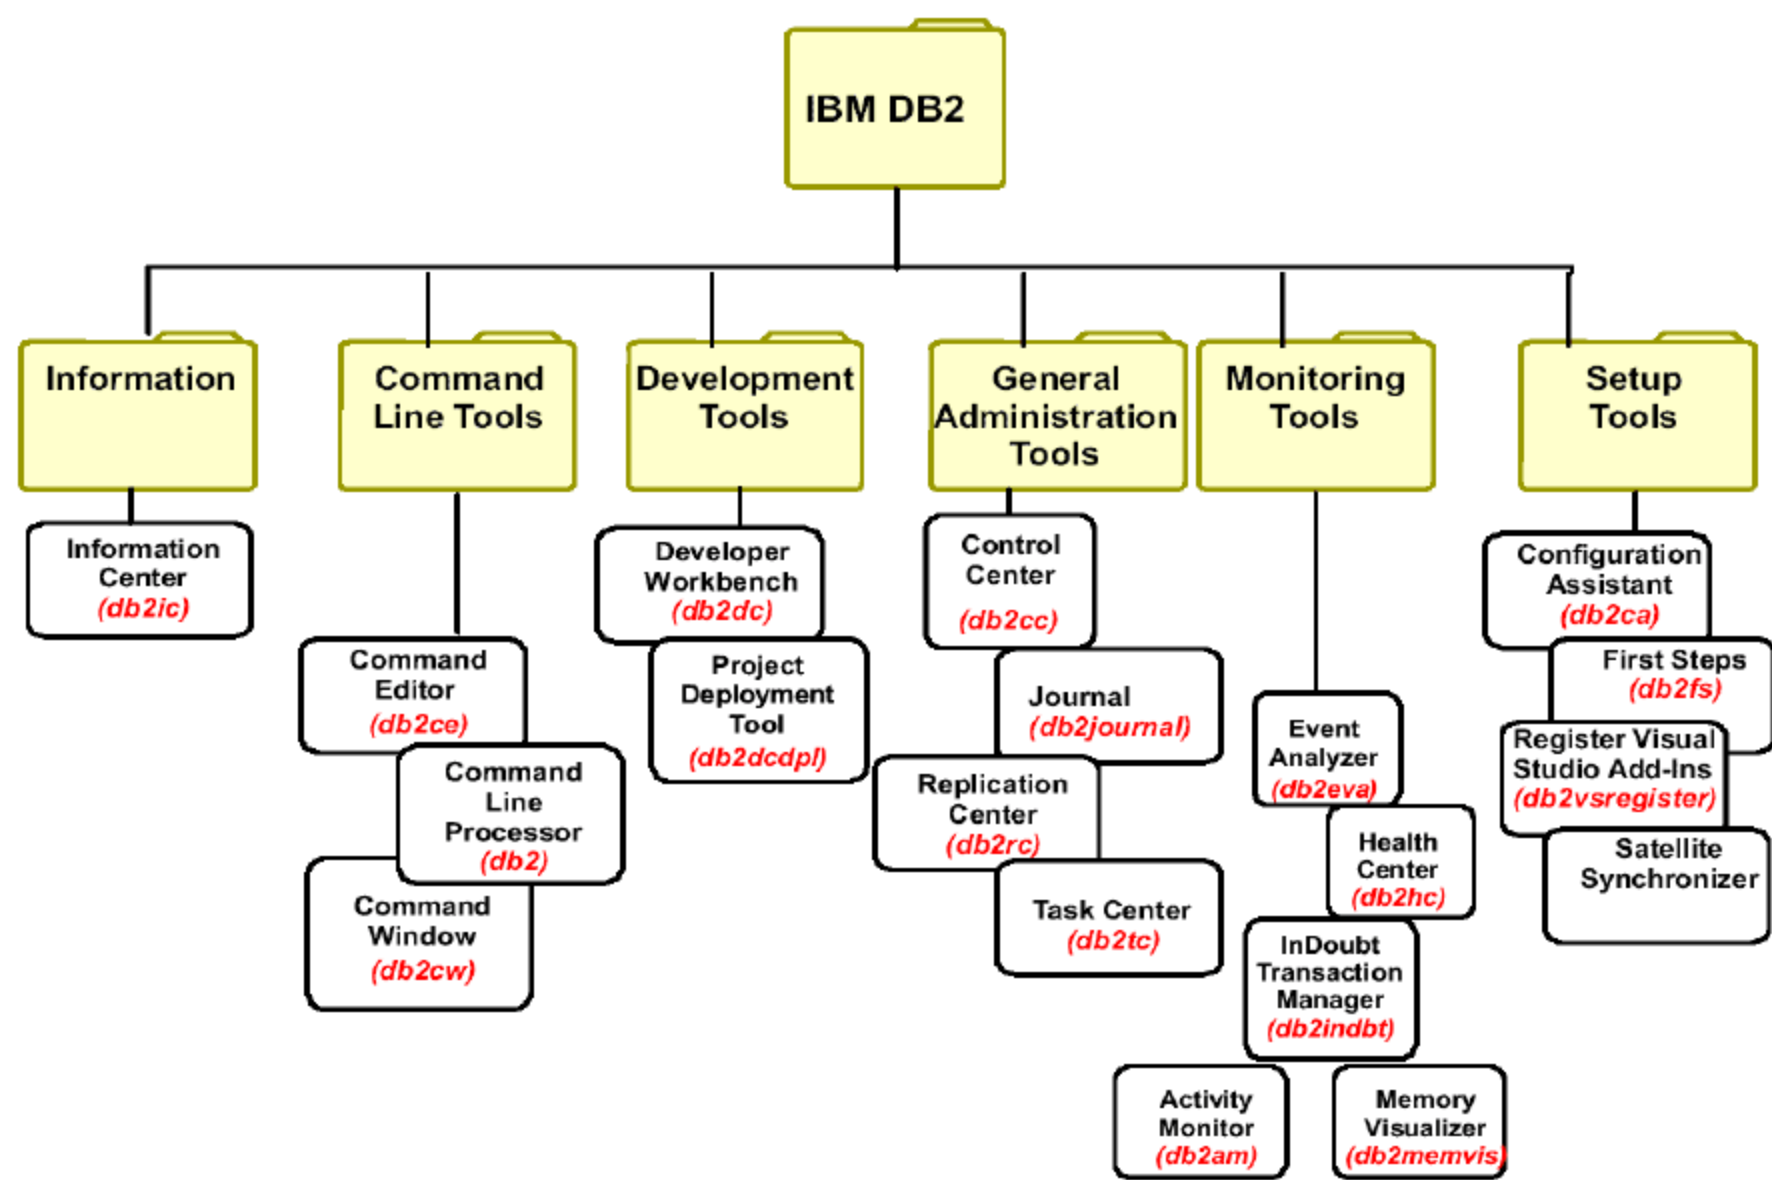 IBM DB2
Information
Command
Line Tools
Development
Tools
General
Administration
Tools
Monitoring
Tools
Setup
Tools
Information
Center
(db2ic)
Command
Editor
(db2ce)
Command
Line
Processor
(db2)
Command
Window
(db2cw)
Developer
Workbench
(db2dc)
Project
Deployment
Tool
(db2dcdpl)
Control
Center
(db2cc)
Journal
(db2journal)
Replication
Center
(db2rc)
Task Center
(db2tc)
Event
Analyzer
(db2eva)
Health
Center
(db2hc)
InDoubt
Transaction
Manager
(db2indbt)
Activity
Monitor
(db2am)
Memory
Visualizer
(db2memvis)
Configuration
Assistant
(db2ca)
First Steps
(db2fs)
Register Visual
Studio Add-Ins
(db2vsregister)
Satellite
Synchronizer